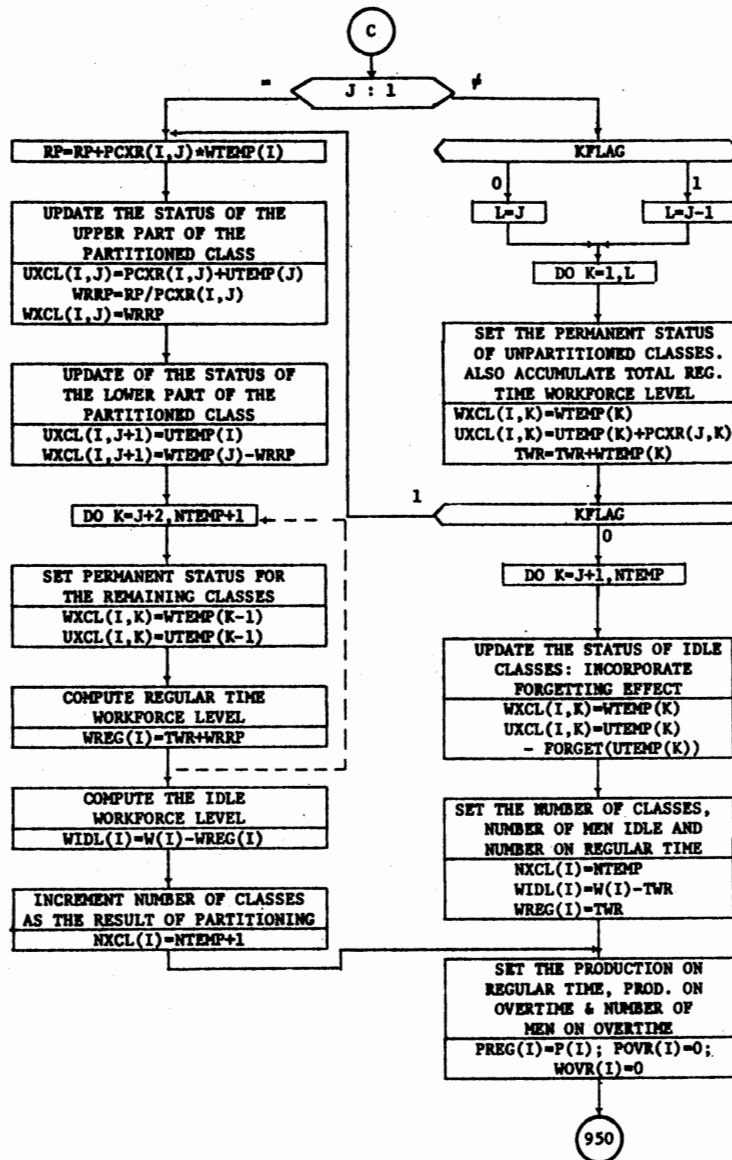 C
=
J : 1
≠
RP=RP+PCXR(I,J)*WTEMP(I)
UPDATE THE STATUS OF THE
UPPER PART OF THE
PARTITIONED CLASS
UXCL(I,J)=PCXR(I,J)+UTEMP(J)
WRRP=RP/PCXR(I,J)
WXCL(I,J)=WRRP
UPDATE OF THE STATUS OF
THE LOWER PART OF THE
PARTITIONED CLASS
UXCL(I,J+1)=UTEMP(I)
WXCL(I,J+1)=WTEMP(J)-WRRP
DO K=J+2,NTEMP+1
SET PERMANENT STATUS FOR
THE REMAINING CLASSES
WXCL(I,K)=WTEMP(K-1)
UXCL(I,K)=UTEMP(K-1)
COMPUTE REGULAR TIME
WORKFORCE LEVEL
WREG(I)=TWR+WRRP
COMPUTE THE IDLE
WORKFORCE LEVEL
WIDL(I)=W(I)-WREG(I)
INCREMENT NUMBER OF CLASSES
AS THE RESULT OF PARTITIONING
NXCL(I)=NTEMP+1
KFLAG
0
1
L=J
L=J-1
DO K=1,L
SET THE PERMANENT STATUS
OF UNPARTITIONED CLASSES.
ALSO ACCUMULATE TOTAL REG.
TIME WORKFORCE LEVEL
WXCL(I,K)=WTEMP(K)
UXCL(I,K)=UTEMP(K)+PCXR(J,K)
TWR=TWR+WTEMP(K)
1
KFLAG
0
DO K=J+1,NTEMP
UPDATE THE STATUS OF IDLE
CLASSES: INCORPORATE
FORGETTING EFFECT
WXCL(I,K)=WTEMP(K)
UXCL(I,K)=UTEMP(K)
- FORGET(UTEMP(K))
SET THE NUMBER OF CLASSES,
NUMBER OF MEN IDLE AND
NUMBER ON REGULAR TIME
NXCL(I)=NTEMP
WIDL(I)=W(I)-TWR
WREG(I)=TWR
SET THE PRODUCTION ON
REGULAR TIME, PROD. ON
OVERTIME & NUMBER OF
MEN ON OVERTIME
PREG(I)=P(I); POVR(I)=0;
WOVR(I)=0
950